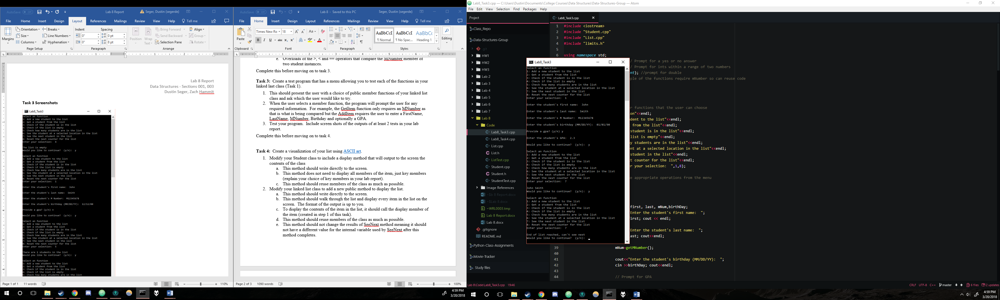 AutoSave Off
Lab 8 Report
Seger, Dustin (segerde)
File Home Insert Design Layout References Mailings Review View Help Tell me
Margins
Orientation
Size
Columns
Breaks
Line Numbers
Hyphenation
Page Setup
Indent
0"
0"
Spacing
0 pt
8 pt
Paragraph
Position
Wrap Text
Bring Forward
Send Backward
Selection Pane
Align
Group
Rotate
Arrange
Lab 8 Report
Data Structures - Sections 001, 003
Dustin Seger, Zach Hammit
Task 3 Screenshots
Lab8_Task3
Select an function
1: Add a new student to the list
2: Get a student from the list
3: Check if the student is in the list
4: Check if the list is empty
5: Check how many students are in the list
6: See the student at a selected location in the list
7: See the next student in the list
8: Reset the next counter for the list
Enter your selection: 4
The list is empty
Would you like to continue? (y/n): y
Select an function
1: Add a new student to the list
2: Get a student from the list
3: Check if the student is in the list
4: Check if the list is empty
5: Check how many students are in the list
6: See the student at a selected location in the list
7: See the next student in the list
8: Reset the next counter for the list
Enter your selection: 1
Enter the student's first name: John
Enter the student's last name: Smith
Enter the student's M Number: M12345678
Enter the student's birthday (MM/DD/YY): 12/12/00
Provide a gpa? (y/n) n
Would you like to continue? (y/n): y
Select an function
1: Add a new student to the list
2: Get a student from the list
3: Check if the student is in the list
4: Check if the list is empty
5: Check how many students are in the list
6: See the student at a selected location in the list
7: See the next student in the list
8: Reset the next counter for the list
Enter your selection: 5
There are 1 students in the list
Would you like to continue? (y/n): y
Select an function
1: Add a new student to the list
2: Get a student from the list
3: Check if the student is in the list
4: Check if the list is empty
5: Check how many students are in the list
Page 1 of 1 11 words
110%
AutoSave Off
Lab 8 - Saved to this PC
Seger, Dustin (segerde)
File Home Insert Design Layout References Mailings Review View Help Tell me
Paste
Clipboard
Times New Ro 18
Font
Paragraph
AaBbCcI AaBbCcI AaBbCc
¶ Normal ¶ No Spac... Heading 1
Styles
Editing
e. Overloads of the >, < and == operators that compare the MNumber member of
two student instances.
Complete this before moving on to task 3.
Task 3: Create a test program that has a menu allowing you to test each of the functions in your
linked last class (Task 1).
1. This should present the user with a choice of public member functions of your linked list
class and ask which the user would like to try.
2. When the user selects a member function, the program will prompt the user for any
required information. For example, the GetItem function only requires an MNumber as
that is what is being compared but the AddItem requires the user to enter a FirstName,
LastName, MNumber, Birthday and optionally a GPA.
3. Test your program. Include screen shots of the outputs of at least 2 tests in your lab
report.
Complete this before moving on to task 4.
Task 4: Create a visualization of your list using ASCII art.
1. Modify your Student class to include a display method that will output to the screen the
contents of the class
a. This method should write directly to the screen.
b. This method does not need to display all members of the item, just key members
(explain your choice of key members in your lab report).
c. This method should reuse members of the class as much as possible.
2. Modify your linked list class to add a new public method to display the list.
a. This method should write directly to the screen.
b. This method should walk through the list and display every item in the list on the
screen. The format of the output is up to you.
c. To display the contents of the item in the list, it should call the display member of
the item (created in step 1 of this task).
d. This method should reuse members of the class as much as possible.
e. This method should not change the results of SeeNext method meaning it should
not have a different value for the internal variable used by SeeNext after this
method completes.
Page 2 of 3 1090 words
100%
4:59 PM
3/20/2018
Lab8_Task3.cpp — C:\Users\Dustin\Documents\College Courses\Data Structures\Data-Structures-Group — Atom
File Edit View Selection Find Packages Help
Project
Class_Repo
Data-Structures-Group
.git
HW1
HW2
HW3
Lab 2
Lab 3
Lab 4
Lab 5
Lab 6
Lab 7
Lab 8
Code
Lab8_Task3.cpp
Lab8_Task4.cpp
List.cpp
List.h
ListTest.cpp
Student.cpp
Student.h
StudentTest.cpp
Image References
~$b 8 Report.docx
~$Lab 8.docx
~WRL0003.tmp
Lab 8 Report.docx
Lab 8.docx
.gitignore
README.md
Python-Class-Assignments
Movie-Tracker
Study files
Lab8_Task3.cpp
1 #include <iostream>
2 #include "Student.cpp"
3 #include "List.cpp"
4 #include "limits.h"
5
6 using namespace std;
/ Prompt for a yes or no answer
/ Prompt for ints within a range of two numbers
nt); //prompt for double
ple of the functions require mNumber so can reuse code
r functions that the user can choose
ion"<<endl;
udent to the list"<<endl;
t from the list"<<endl;
student is in the list"<<endl;
list is empty"<<endl;
ny students are in the list"<<endl;
ent at a selected location in the list"<<endl;
t student in the list"<<endl;
xt counter for the list"<<endl;
er your selection:  ",1,8);
he appropriate operations from the menu
first, last, mNum,birthDay;
"Enter the student's first name:  ";
first; cout << endl;
"Enter the student's last name:  ";
last; cout<<endl;
39 mNum=getMNumber();
40
41 cout<<"Enter the student's birthday (MM/DD/YY):  ";
42 cin >>birthDay; cout<<endl;
43
44 // Prompt for GPA
Lab8_Task3
Select an function
1: Add a new student to the list
2: Get a student from the list
3: Check if the student is in the list
4: Check if the list is empty
5: Check how many students are in the list
6: See the student at a selected location in the list
7: See the next student in the list
8: Reset the next counter for the list
Enter your selection: 1
Enter the student's first name: John
Enter the student's last name: Smith
Enter the student's M Number: M12345678
Enter the student's birthday (MM/DD/YY): 01/01/90
Provide a gpa? (y/n) y
Enter the student's GPA: 2.3
Would you like to continue? (y/n): y
Select an function
1: Add a new student to the list
2: Get a student from the list
3: Check if the student is in the list
4: Check if the list is empty
5: Check how many students are in the list
6: See the student at a selected location in the list
7: See the next student in the list
8: Reset the next counter for the list
Enter your selection: 7
John Smith
Would you like to continue? (y/n): y
Select an function
1: Add a new student to the list
2: Get a student from the list
3: Check if the student is in the list
4: Check if the list is empty
5: Check how many students are in the list
6: See the student at a selected location in the list
7: See the next student in the list
8: Reset the next counter for the list
Enter your selection: 7
End of list reached, can't see next
Would you like to continue? (y/n):
Lab 8\Code\Lab8_Task3.cpp 19:46
CRLF UTF-8 C++ master 6 files 2 updates
4:59 PM
3/20/2018